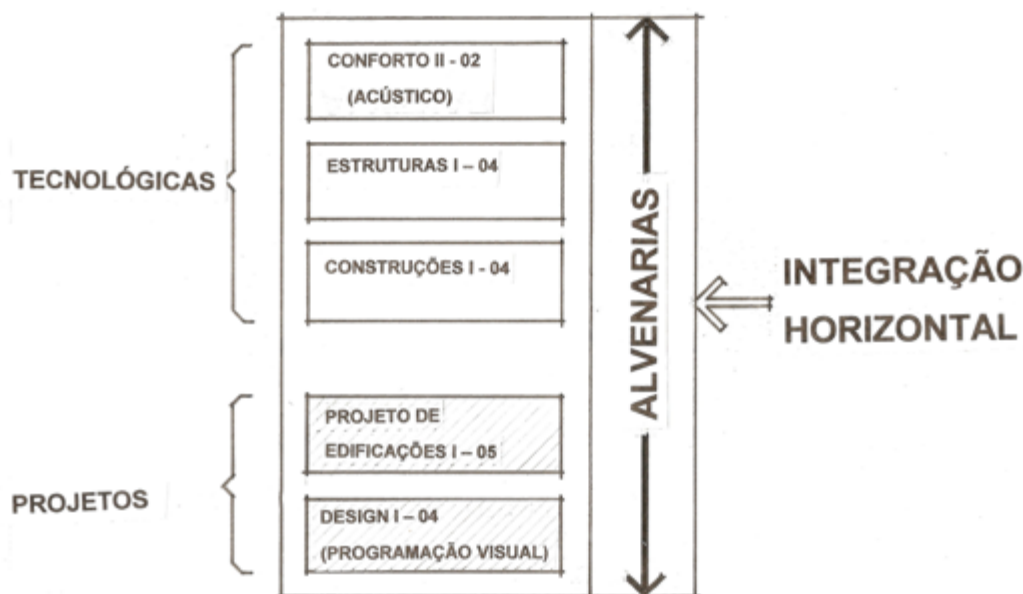 CONFORTO II - 02
(ACÚSTICO)
TECNOLÓGICAS
ESTRUTURAS I – 04
CONSTRUÇÕES I - 04
PROJETO DE
EDIFICAÇÕES I – 05
PROJETOS
DESIGN I – 04
(PROGRAMAÇÃO VISUAL)
ALVENARIAS
INTEGRAÇÃO
HORIZONTAL